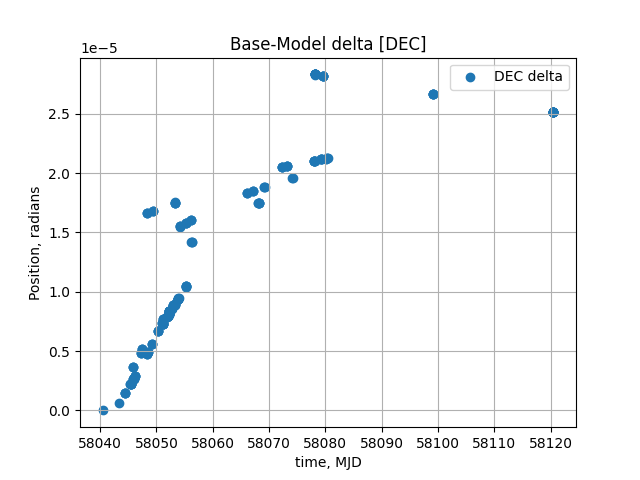 Base-Model delta [DEC]
1e−5
DEC delta
2.5
2.0
1.5
1.0
0.5
0.0
Position, radians
58040 58050 58060 58070 58080 58090 58100 58110 58120
time, MJD